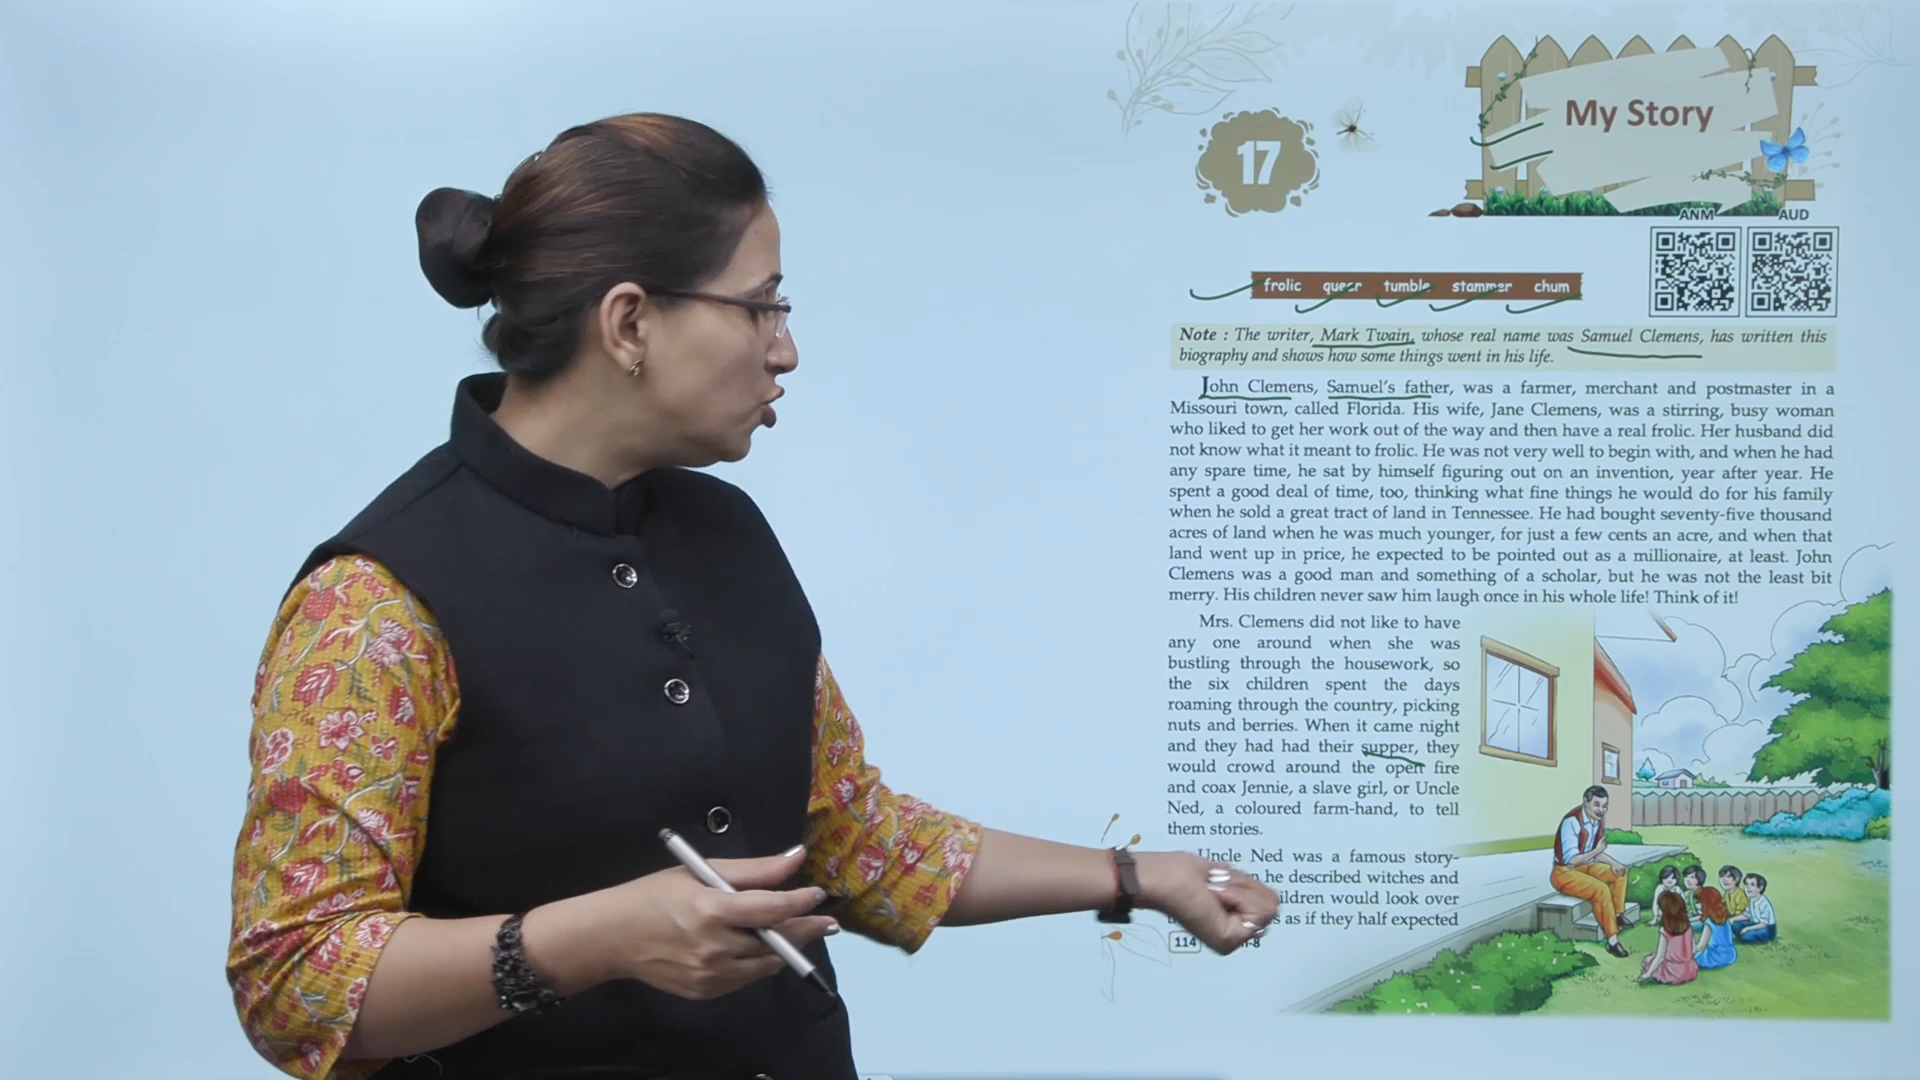 My Story
17
ANM AUD
frolic queer tumble stammer chum
Note : The writer, Mark Twain, whose real name was Samuel Clemens, has written this
biography and shows how some things went in his life.
John Clemens, Samuel's father, was a farmer, merchant and postmaster in a
Missouri town, called Florida. His wife, Jane Clemens, was a stirring, busy woman
who liked to get her work out of the way and then have a real frolic. Her husband did
not know what it meant to frolic. He was not very well to begin with, and when he had
any spare time, he sat by himself figuring out on an invention, year after year. He
spent a good deal of time, too, thinking what fine things he would do for his family
when he sold a great tract of land in Tennessee. He had bought seventy-five thousand
acres of land when he was much younger, for just a few cents an acre, and when that
land went up in price, he expected to be pointed out as a millionaire, at least. John
Clemens was a good man and something of a scholar, but he was not the least bit
merry. His children never saw him laugh once in his whole life! Think of it!
Mrs. Clemens did not like to have
any one around when she was
bustling through the housework, so
the six children spent the days
roaming through the country, picking
nuts and berries. When it came night
and they had had their supper, they
would crowd around the open fire
and coax Jennie, a slave girl, or Uncle
Ned, a coloured farm-hand, to tell
them stories.
Uncle Ned was a famous story-
he described witches and
would look over
as if they half expected
114